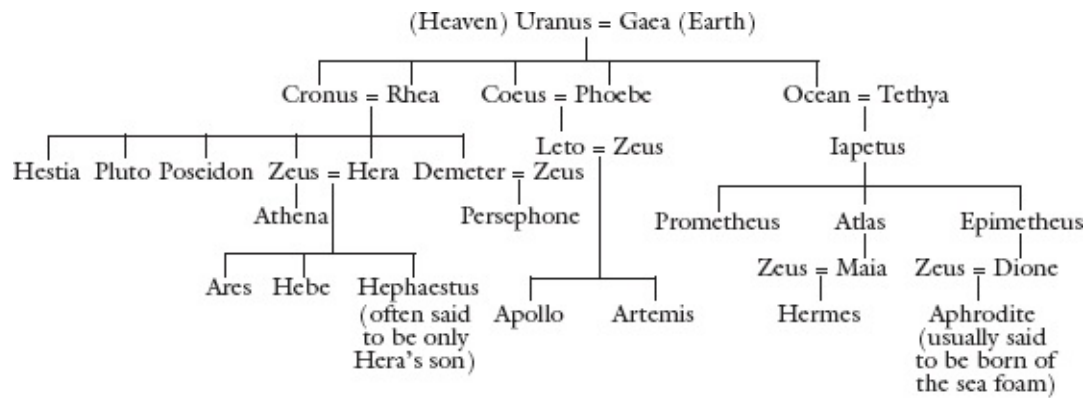 (Heaven) Uranus = Gaea (Earth)
Cronus = Rhea Coeus = Phoebe Ocean = Tethya
Leto = Zeus Iapetus
Hestia Pluto Poseidon Zeus = Hera Demeter = Zeus
Athena Persephone Prometheus Atlas Epimetheus
Zeus = Maia Zeus = Dione
Ares Hebe Hephaestus
(often said
to be only
Hera's son)
Apollo Artemis Hermes Aphrodite
(usually said
to be born of
the sea foam)